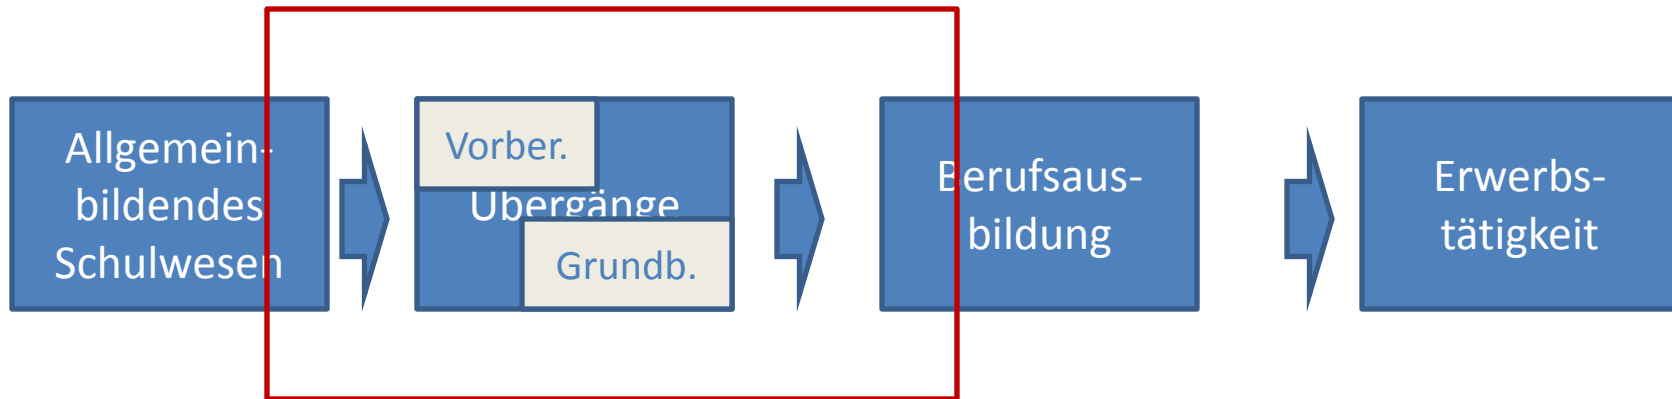 Allgemein-
bildendes
Schulwesen
Vorber.
Übergänge
Grundb.
Berufsaus-
bildung
Erwerbs-
tätigkeit